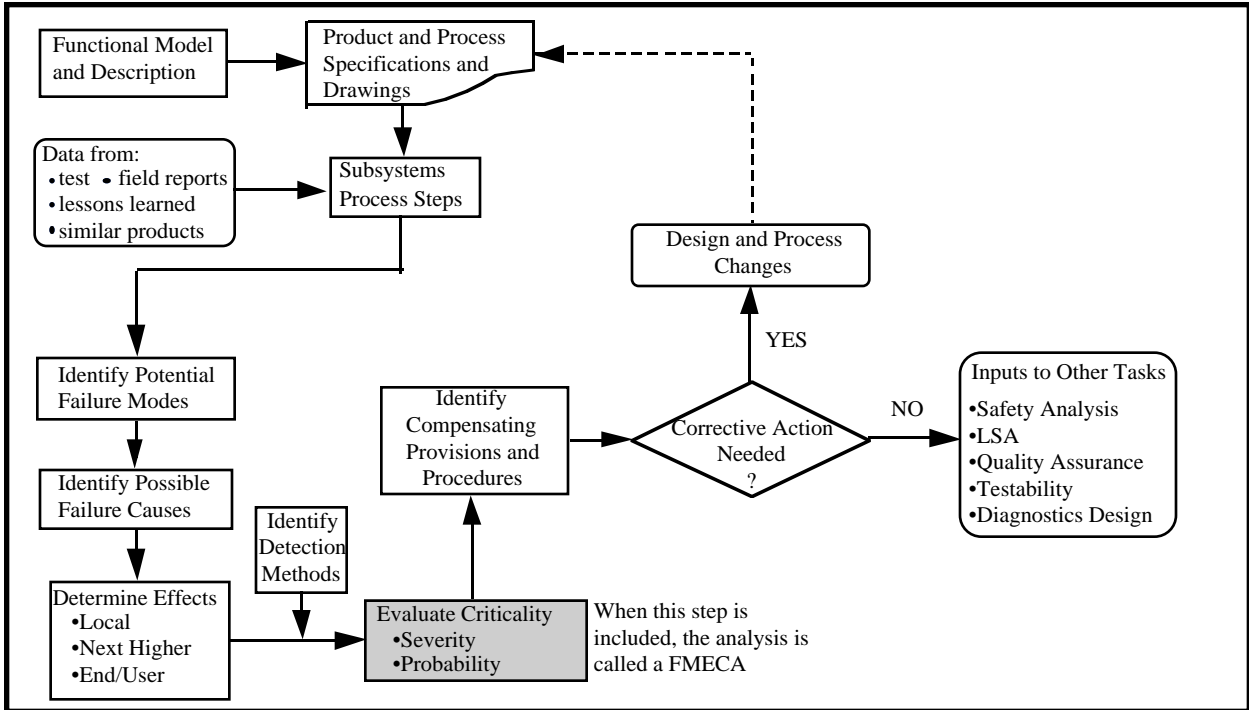 Functional Model
and Description
Product and Process
Specifications and
Drawings
Data from:
• test • field reports
• lessons learned
• similar products
Subsystems
Process Steps
Design and Process
Changes
YES
Identify Potential
Failure Modes
Identify
Compensating
Provisions and
Procedures
Corrective Action
Needed
?
NO
Inputs to Other Tasks
•Safety Analysis
•LSA
•Quality Assurance
•Testability
•Diagnostics Design
Identify Possible
Failure Causes
Identify
Detection
Methods
Determine Effects
•Local
•Next Higher
•End/User
Evaluate Criticality
•Severity
•Probability
When this step is
included, the analysis is
called a FMECA